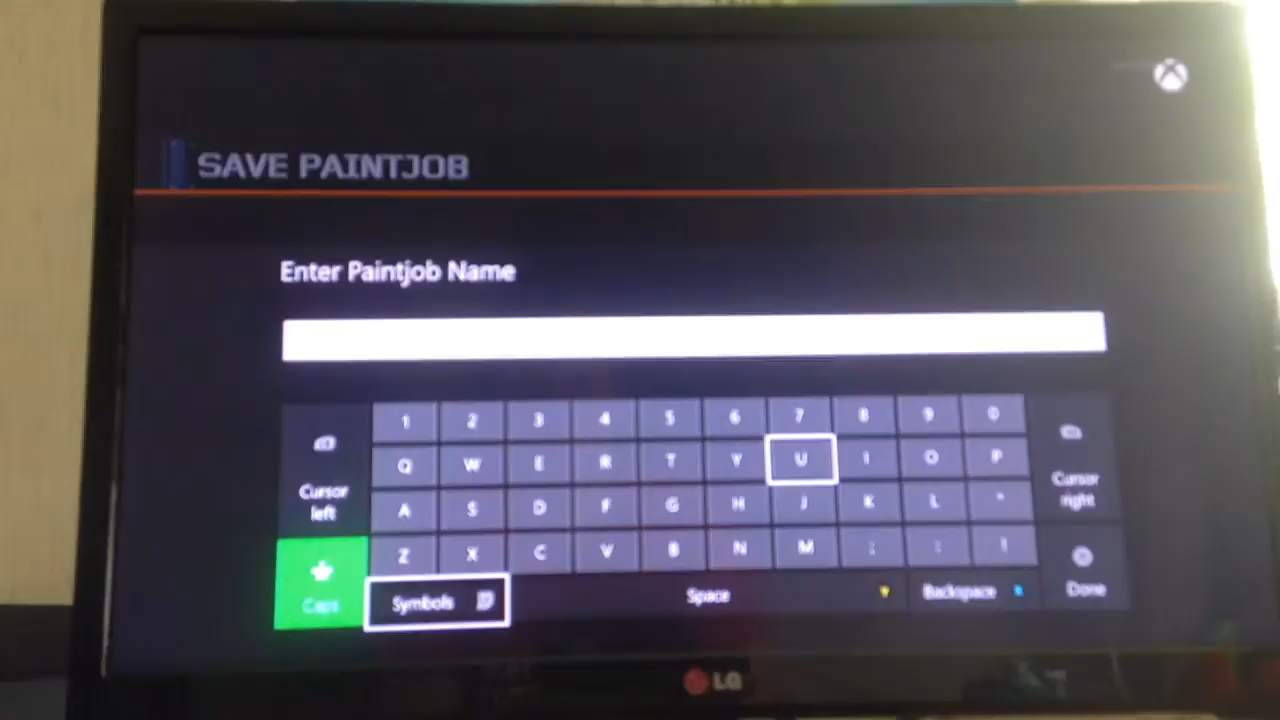 SAVE PAINTJOB
Enter Paintjob Name
1 2 3 4 5 6 7 8 9 0
Q W E R T Y U I O P
Cursor left
A S D F G H J K L
Cursor right
Z X C V B N M
Caps
Symbols
Space
Backspace
Done
LG